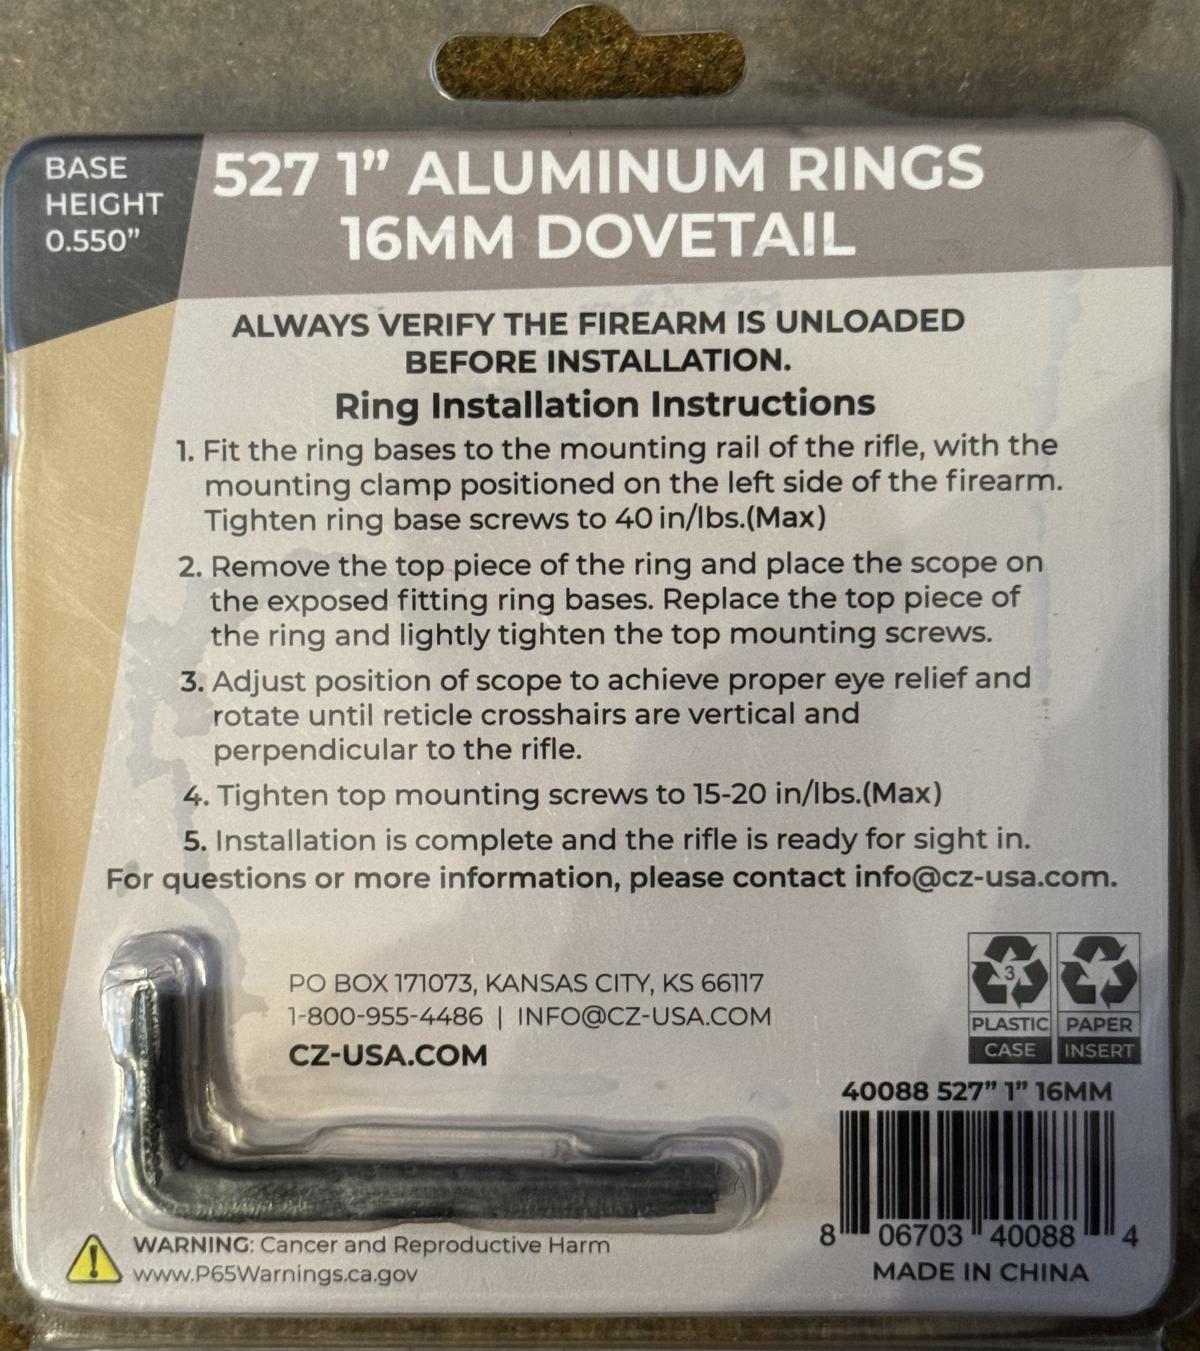 BASE
HEIGHT
0.550”
527 1” ALUMINUM RINGS
16MM DOVETAIL
ALWAYS VERIFY THE FIREARM IS UNLOADED
BEFORE INSTALLATION.
Ring Installation Instructions
1. Fit the ring bases to the mounting rail of the rifle, with the
mounting clamp positioned on the left side of the firearm.
Tighten ring base screws to 40 in/lbs.(Max)
2. Remove the top piece of the ring and place the scope on
the exposed fitting ring bases. Replace the top piece of
the ring and lightly tighten the top mounting screws.
3. Adjust position of scope to achieve proper eye relief and
rotate until reticle crosshairs are vertical and
perpendicular to the rifle.
4. Tighten top mounting screws to 15-20 in/lbs.(Max)
5. Installation is complete and the rifle is ready for sight in.
For questions or more information, please contact info@cz-usa.com.
PO BOX 171073, KANSAS CITY, KS 66117
1-800-955-4486 | INFO@CZ-USA.COM
CZ-USA.COM
3
PLASTIC PAPER
CASE INSERT
40088 527” 1” 16MM
8 06703 40088 4
MADE IN CHINA
WARNING: Cancer and Reproductive Harm
www.P65Warnings.ca.gov